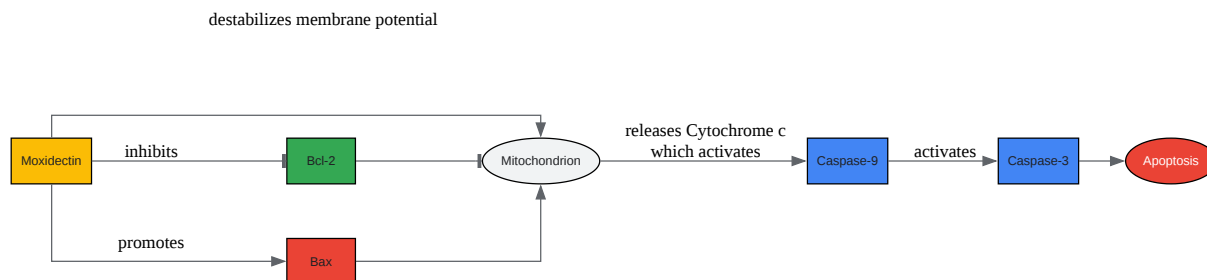 destabilizes membrane potential
Moxidectin
inhibits
Bcl-2
Mitochondrion
releases Cytochrome c
which activates
Caspase-9
activates
Caspase-3
Apoptosis
promotes
Bax